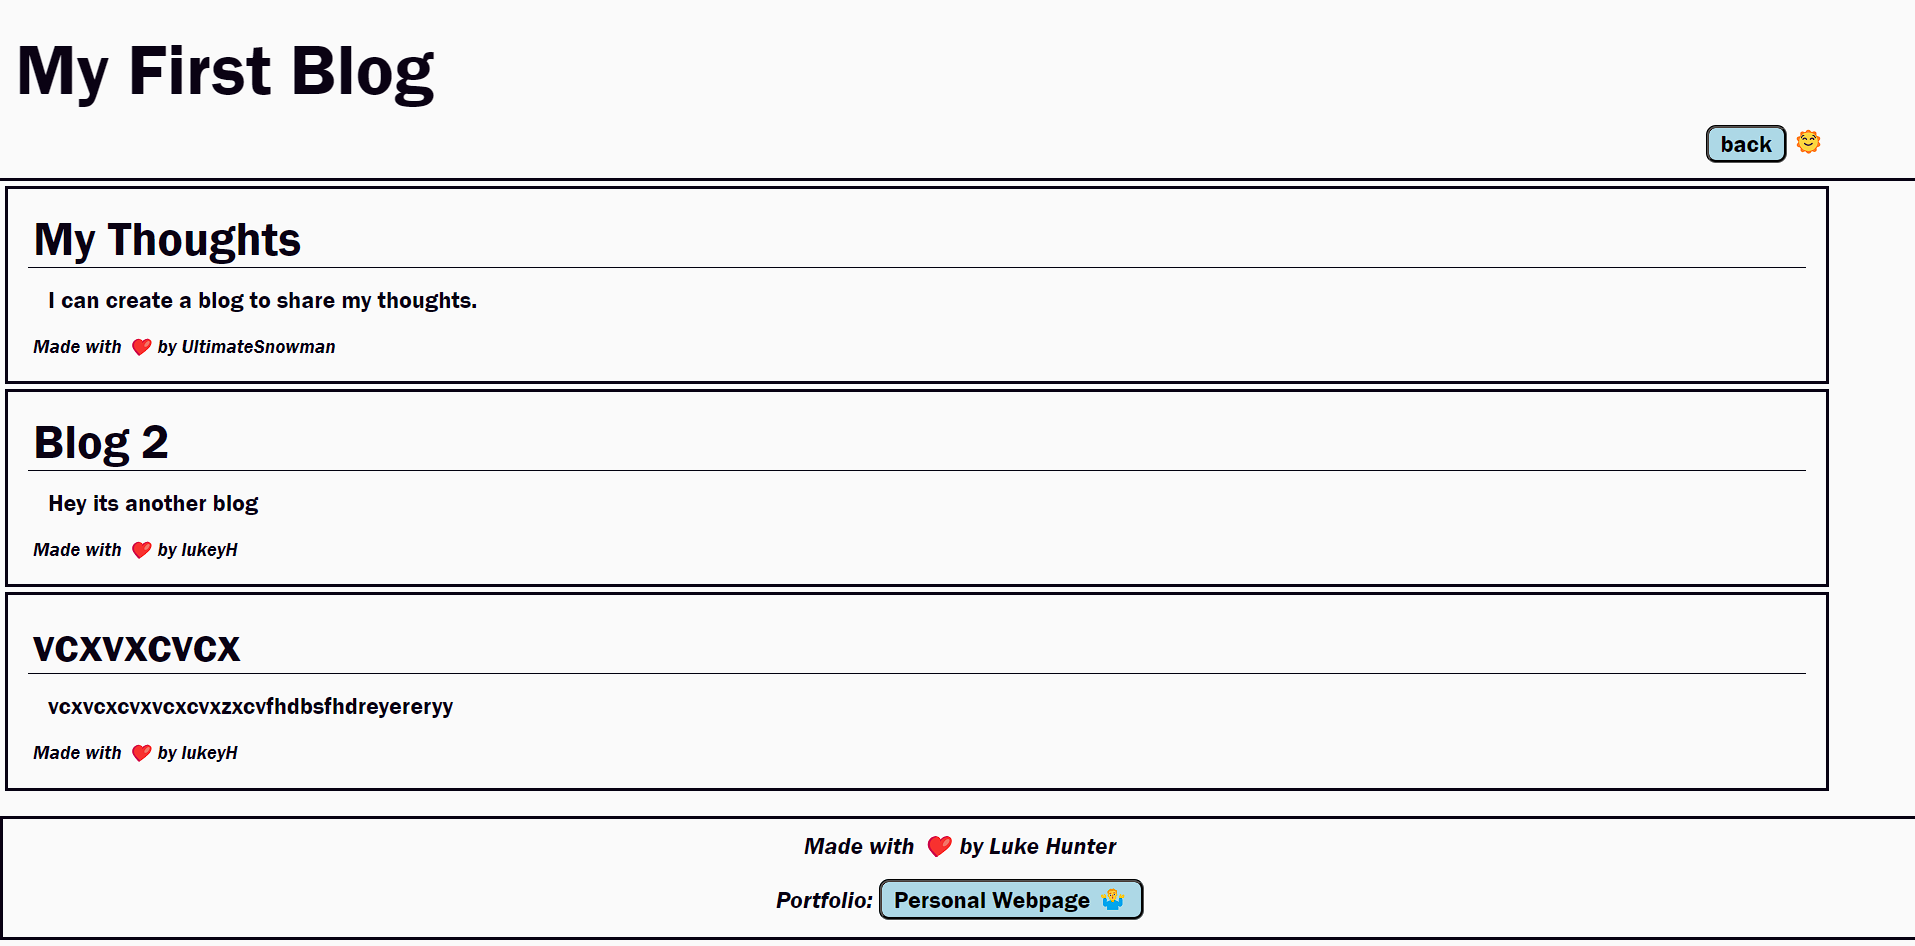 My First Blog
back 🌞
My Thoughts
I can create a blog to share my thoughts.
Made with ❤️ by UltimateSnowman
Blog 2
Hey its another blog
Made with ❤️ by lukeyH
vcxvxcvcx
vcxvcxcvxvcxcvxzxcvfhdbsfhdreyereryy
Made with ❤️ by lukeyH
Made with ❤️ by Luke Hunter
Portfolio: Personal Webpage 🤷